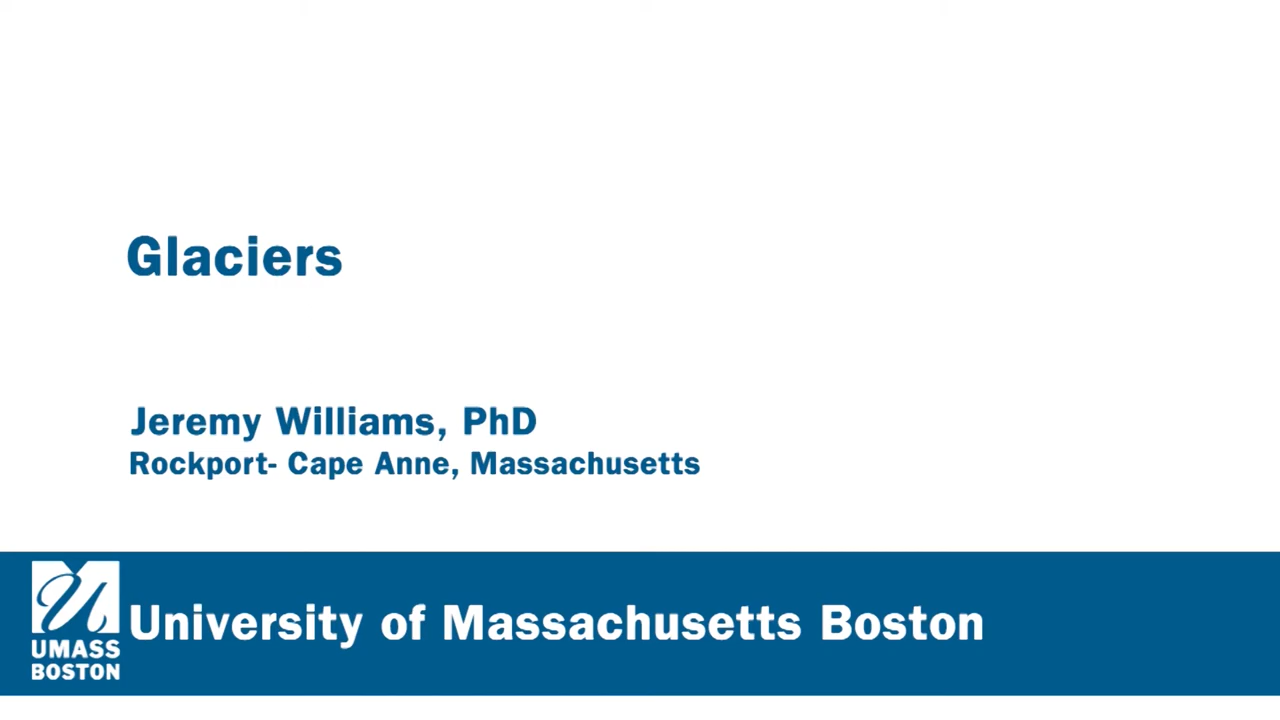 Glaciers
Jeremy Williams, PhD
Rockport- Cape Anne, Massachusetts
University of Massachusetts Boston
UMASS
BOSTON